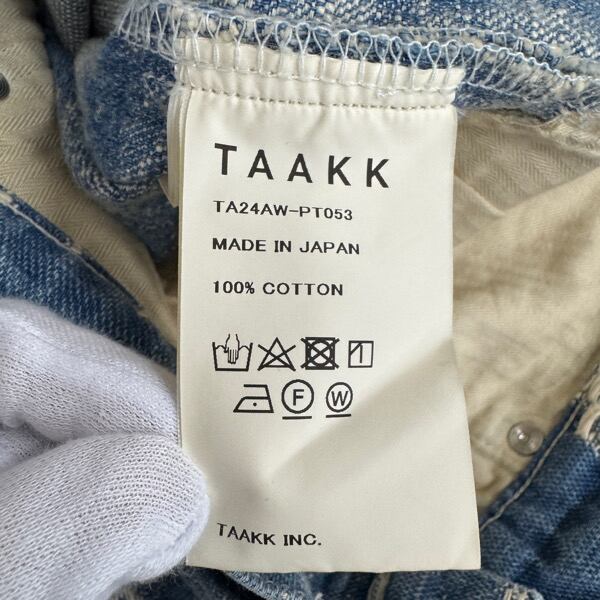 TAAKK
TA24AW-PT053
MADE IN JAPAN
100% COTTON
F W
TAAKK INC.